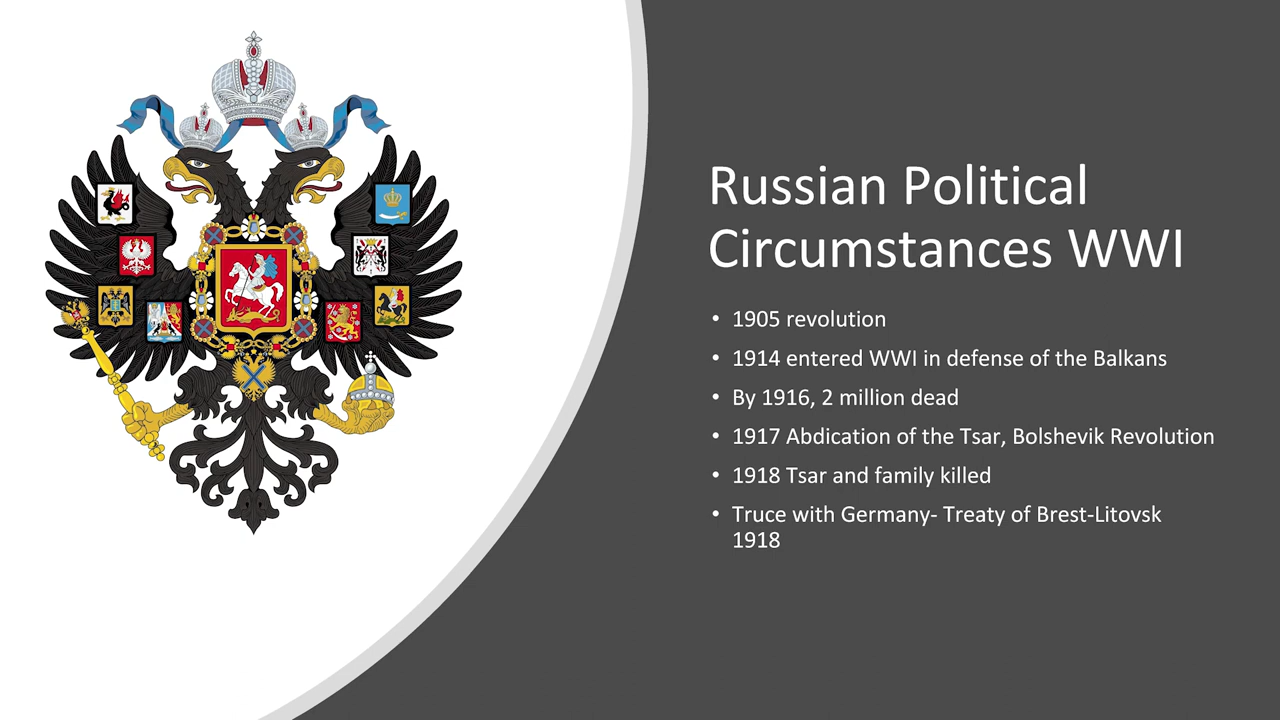 Russian Political
Circumstances WWI
• 1905 revolution
• 1914 entered WWI in defense of the Balkans
• By 1916, 2 million dead
• 1917 Abdication of the Tsar, Bolshevik Revolution
• 1918 Tsar and family killed
• Truce with Germany- Treaty of Brest-Litovsk
1918